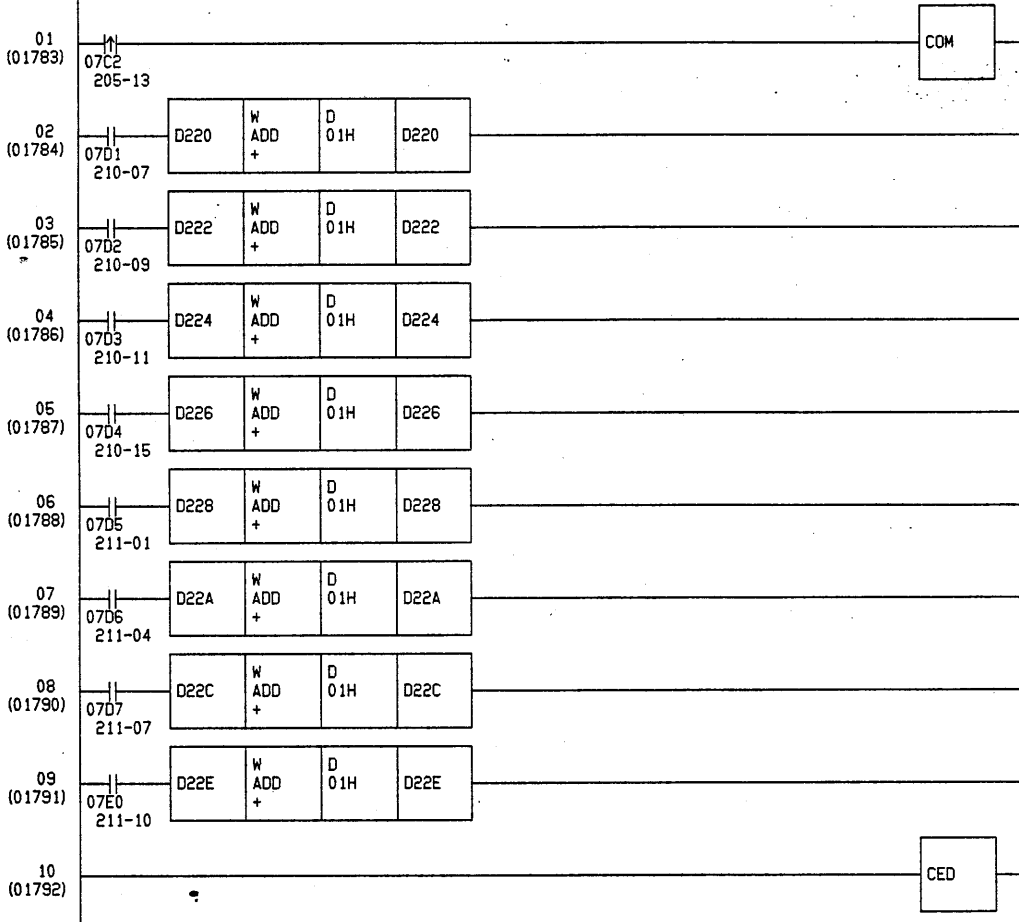 01
(01783)
07C2
205-13
COM
02
(01784)
07D1
210-07
D220
W
ADD
+
D
01H
D220
03
(01785)
07D2
210-09
D222
W
ADD
+
D
01H
D222
04
(01786)
07D3
210-11
D224
W
ADD
+
D
01H
D224
05
(01787)
07D4
210-15
D226
W
ADD
+
D
01H
D226
06
(01788)
07D5
211-01
D228
W
ADD
+
D
01H
D228
07
(01789)
07D6
211-04
D22A
W
ADD
+
D
01H
D22A
08
(01790)
07D7
211-07
D22C
W
ADD
+
D
01H
D22C
09
(01791)
07E0
211-10
D22E
W
ADD
+
D
01H
D22E
10
(01792)
CED